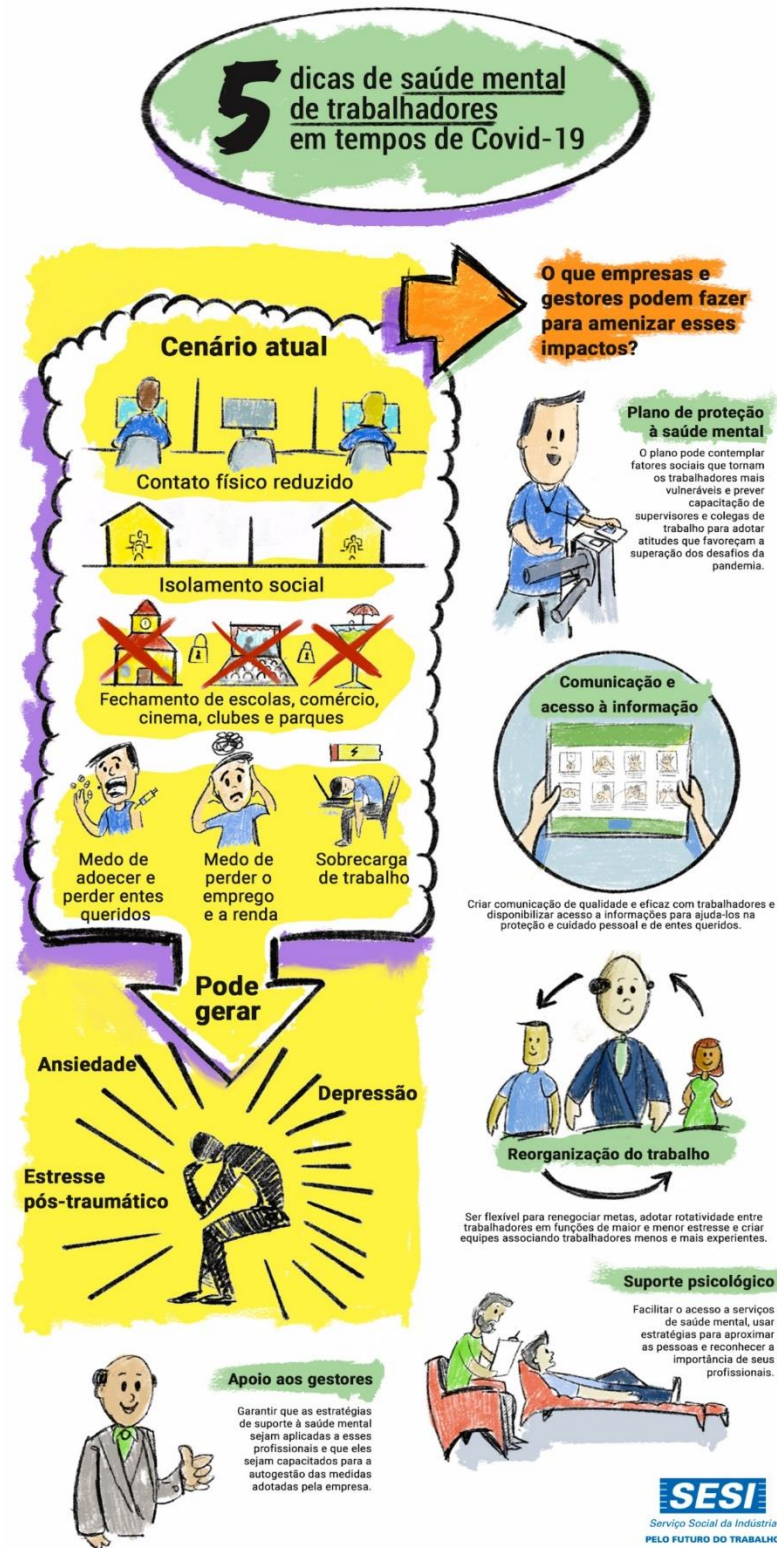 5 dicas de saúde mental
de trabalhadores
em tempos de Covid-19
Cenário atual
Contato físico reduzido
Isolamento social
Fechamento de escolas, comércio,
cinema, clubes e parques
Medo de
adoecer e
perder entes
queridos
Medo de
perder o
emprego
e a renda
Sobrecarga
de trabalho
Pode
gerar
Ansiedade
Depressão
Estresse
pós-traumático
O que empresas e
gestores podem fazer
para amenizar esses
impactos?
Plano de proteção
à saúde mental
O plano pode contemplar
fatores sociais que tornam
os trabalhadores mais
vulneráveis e prever
capacitação de
supervisores e colegas de
trabalho para adotar
atitudes que favoreçam a
superação dos desafios da
pandemia.
Comunicação e
acesso à informação
Criar comunicação de qualidade e eficaz com trabalhadores e
disponibilizar acesso a informações para ajuda-los na
proteção e cuidado pessoal e de entes queridos.
Reorganização do trabalho
Ser flexível para renegociar metas, adotar rotatividade entre
trabalhadores em funções de maior e menor estresse e criar
equipes associando trabalhadores menos e mais experientes.
Suporte psicológico
Facilitar o acesso a serviços
de saúde mental, usar
estratégias para aproximar
as pessoas e reconhecer a
importância de seus
profissionais.
Apoio aos gestores
Garantir que as estratégias
de suporte à saúde mental
sejam aplicadas a esses
profissionais e que eles
sejam capacitados para a
autogestão das medidas
adotadas pela empresa.
SESI
Serviço Social da Indústria
PELO FUTURO DO TRABALHO